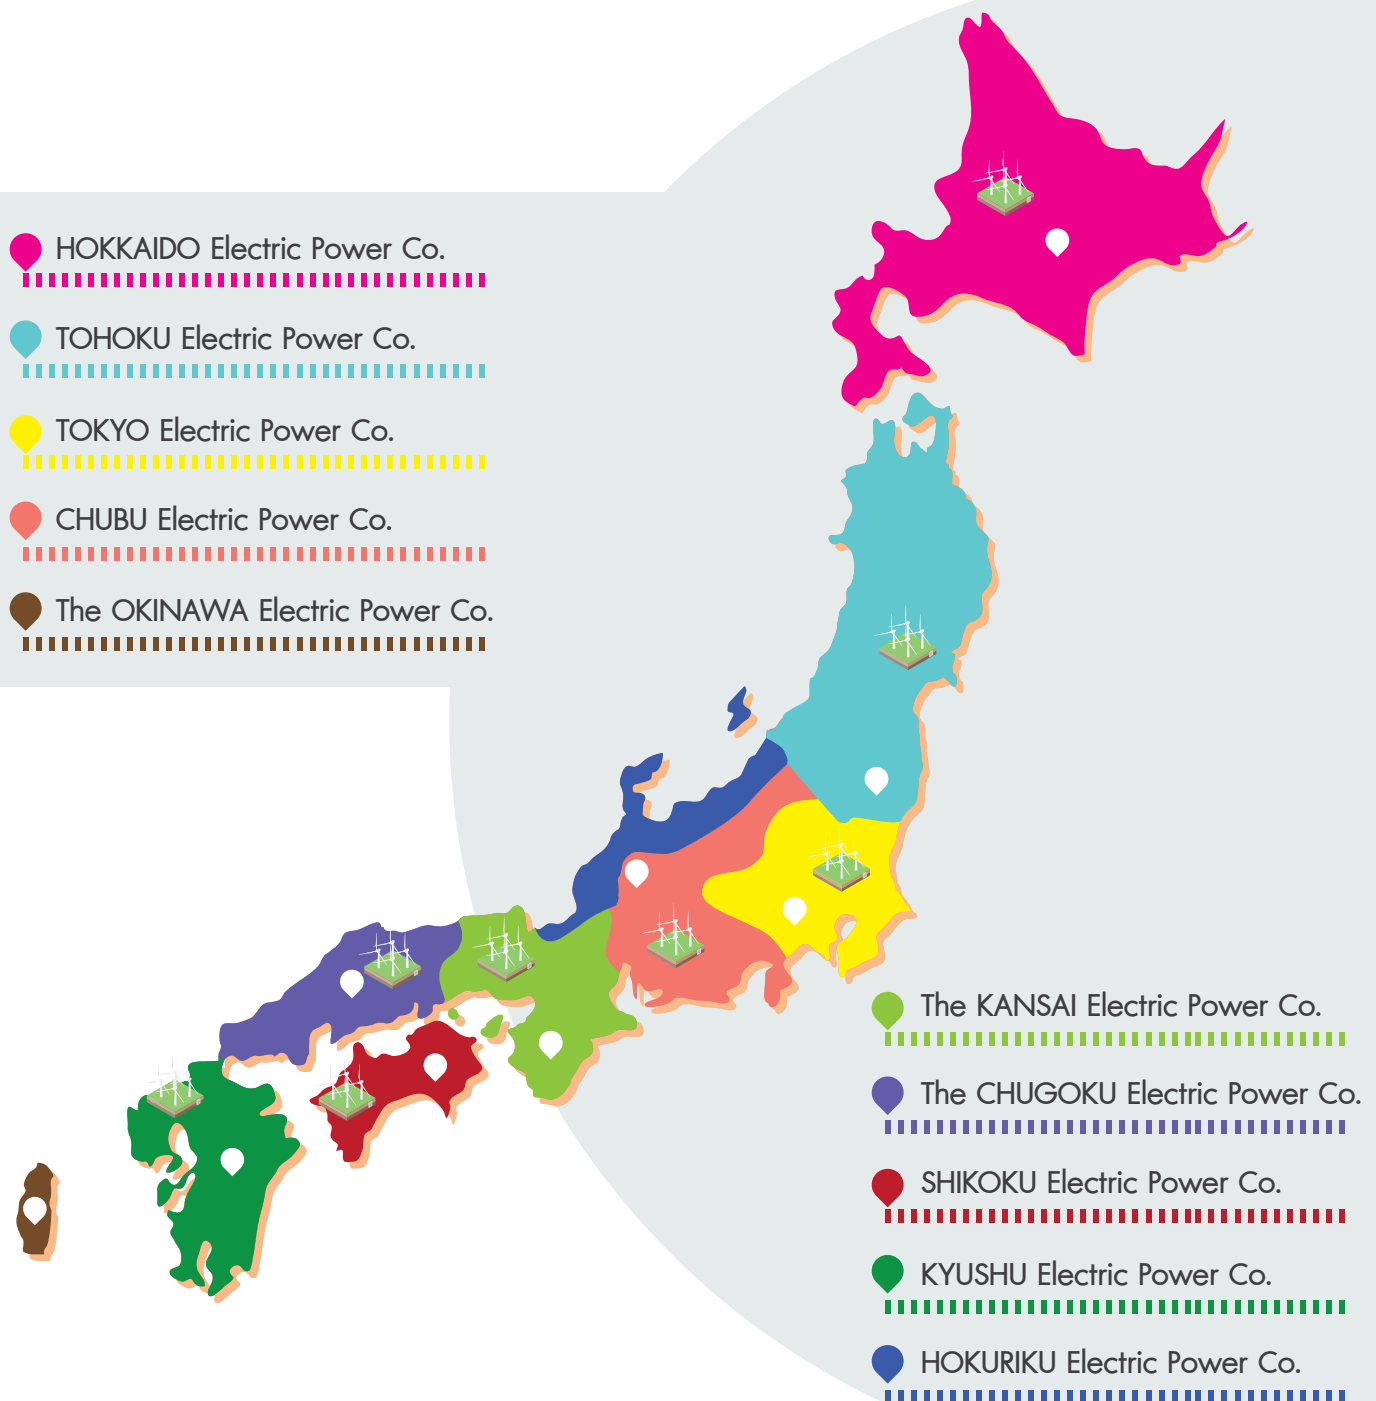 HOKKAIDO Electric Power Co.
TOHOKU Electric Power Co.
TOKYO Electric Power Co.
CHUBU Electric Power Co.
The OKINAWA Electric Power Co.
The KANSAI Electric Power Co.
The CHUGOKU Electric Power Co.
SHIKOKU Electric Power Co.
KYUSHU Electric Power Co.
HOKURIKU Electric Power Co.